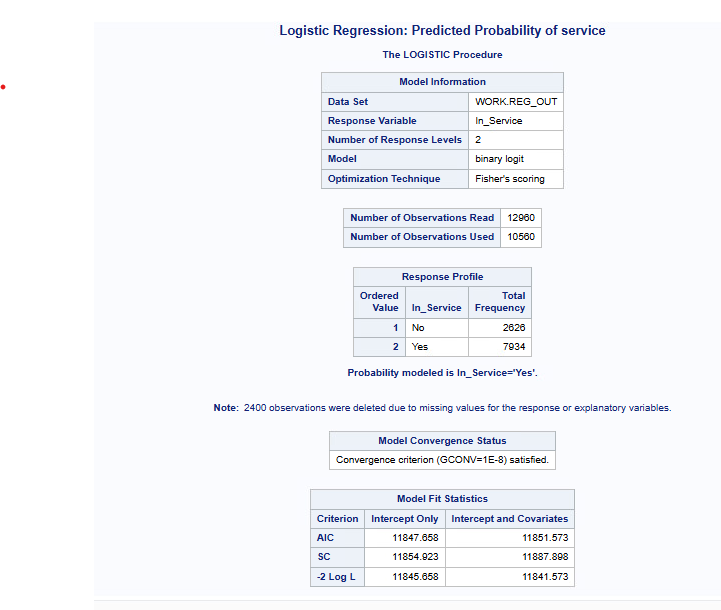 Logistic Regression: Predicted Probability of service
The LOGISTIC Procedure
Model Information
Data Set WORK.REG_OUT
Response Variable In_Service
Number of Response Levels 2
Model binary logit
Optimization Technique Fisher's scoring
Number of Observations Read 12960
Number of Observations Used 10560
Response Profile
Ordered Total
Value In_Service Frequency
1 No 2626
2 Yes 7934
Probability modeled is In_Service='Yes'.
Note: 2400 observations were deleted due to missing values for the response or explanatory variables.
Model Convergence Status
Convergence criterion (GCONV=1E-8) satisfied.
Model Fit Statistics
Criterion Intercept Only Intercept and Covariates
AIC 11847.658 11851.573
SC 11854.923 11887.898
-2 Log L 11845.658 11841.573